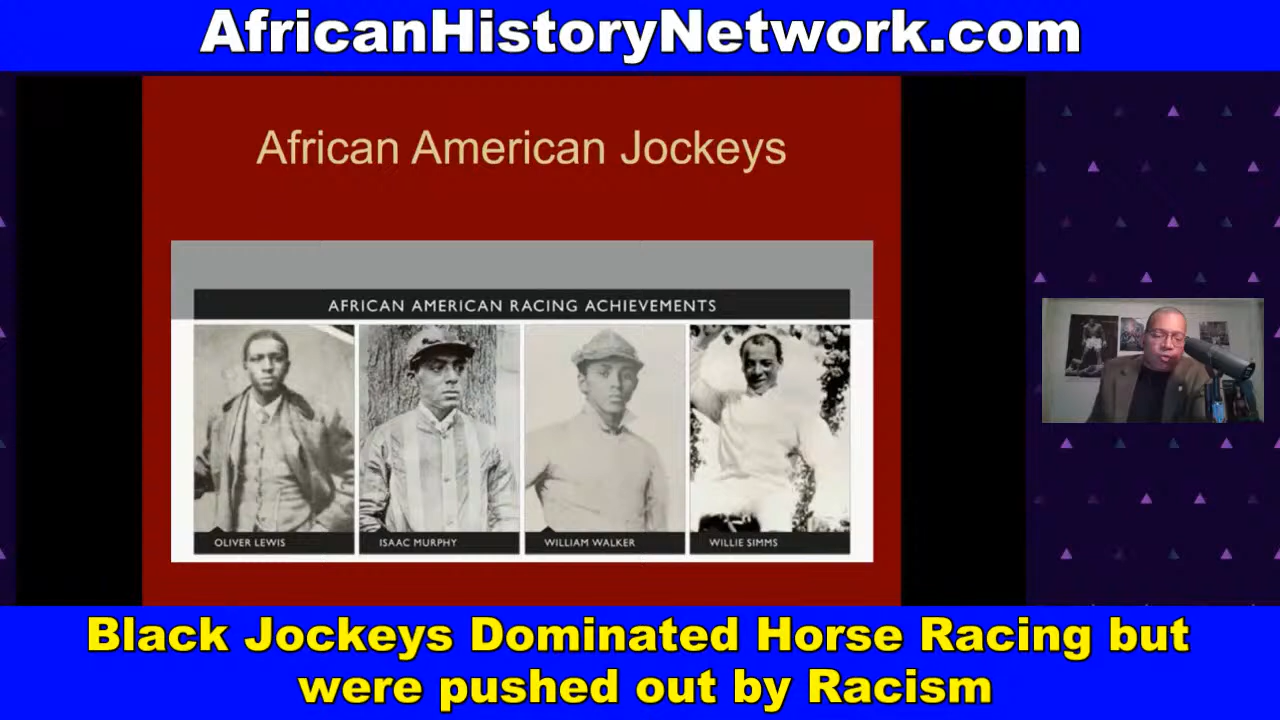 AfricanHistoryNetwork.com
African American Jockeys
AFRICAN AMERICAN RACING ACHIEVEMENTS
OLIVER LEWIS
ISAAC MURPHY
WILLIAM WALKER
WILLIE SIMMS
Black Jockeys Dominated Horse Racing but
were pushed out by Racism